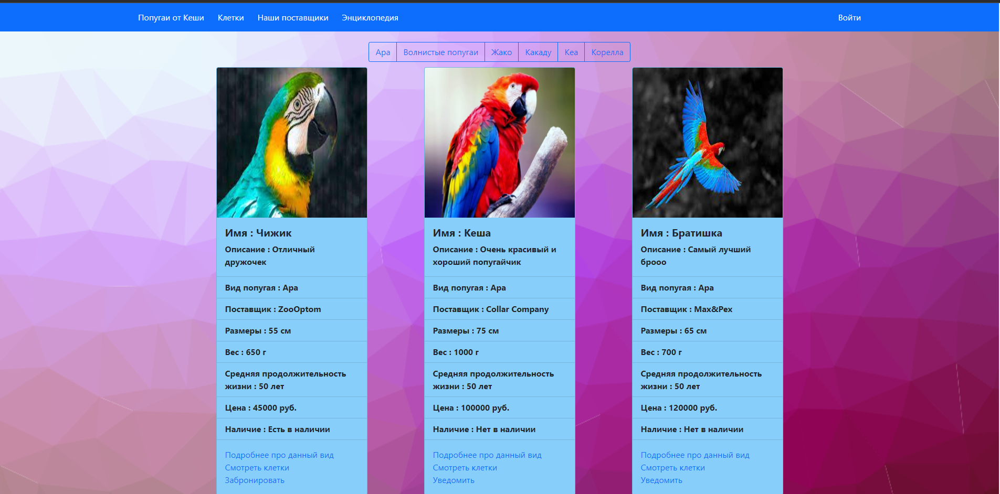 Попугаи от Кеши Клетки Наши поставщики Энциклопедия Войти
Ара Волнистые попугаи Жако Какаду Кеа Корелла
Имя : Чижик
Описание : Отличный
дружочек
Вид попугая : Ара
Поставщик : ZooOptom
Размеры : 55 см
Вес : 650 г
Средняя продолжительность
жизни : 50 лет
Цена : 45000 руб.
Наличие : Есть в наличии
Подробнее про данный вид
Смотреть клетки
Забронировать
Имя : Кеша
Описание : Очень красивый и
хороший попугайчик
Вид попугая : Ара
Поставщик : Collar Company
Размеры : 75 см
Вес : 1000 г
Средняя продолжительность
жизни : 50 лет
Цена : 100000 руб.
Наличие : Нет в наличии
Подробнее про данный вид
Смотреть клетки
Уведомить
Имя : Братишка
Описание : Самый лучший
брооо
Вид попугая : Ара
Поставщик : Max&Pex
Размеры : 65 см
Вес : 700 г
Средняя продолжительность
жизни : 50 лет
Цена : 120000 руб.
Наличие : Нет в наличии
Подробнее про данный вид
Смотреть клетки
Уведомить